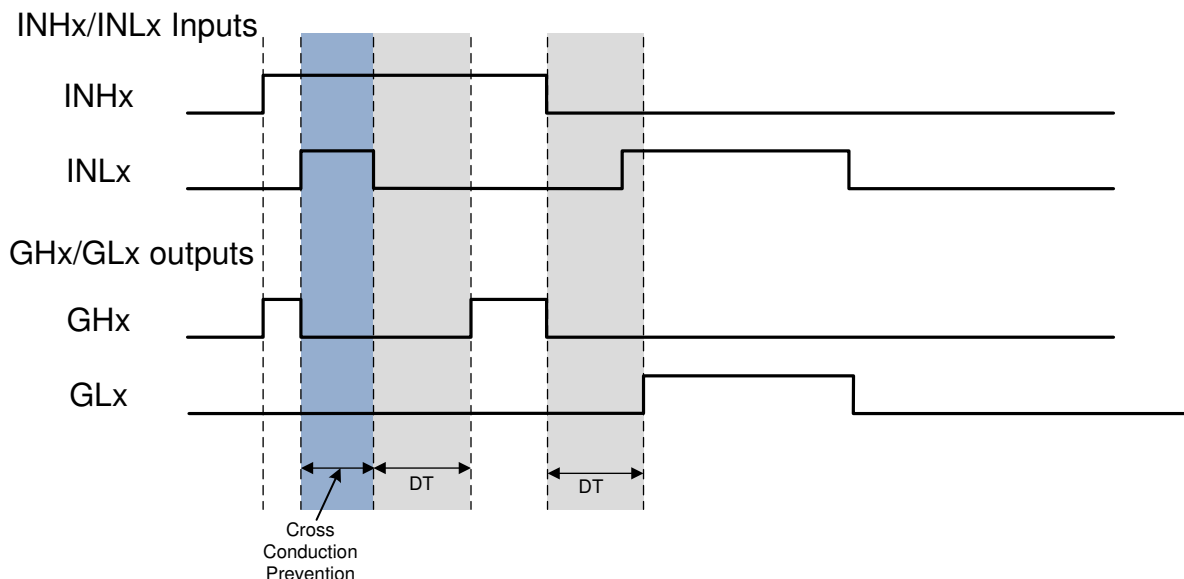 INHx/INLx Inputs
INHx
INLx
GHx/GLx outputs
GHx
GLx
DT
DT
Cross
Conduction
Prevention